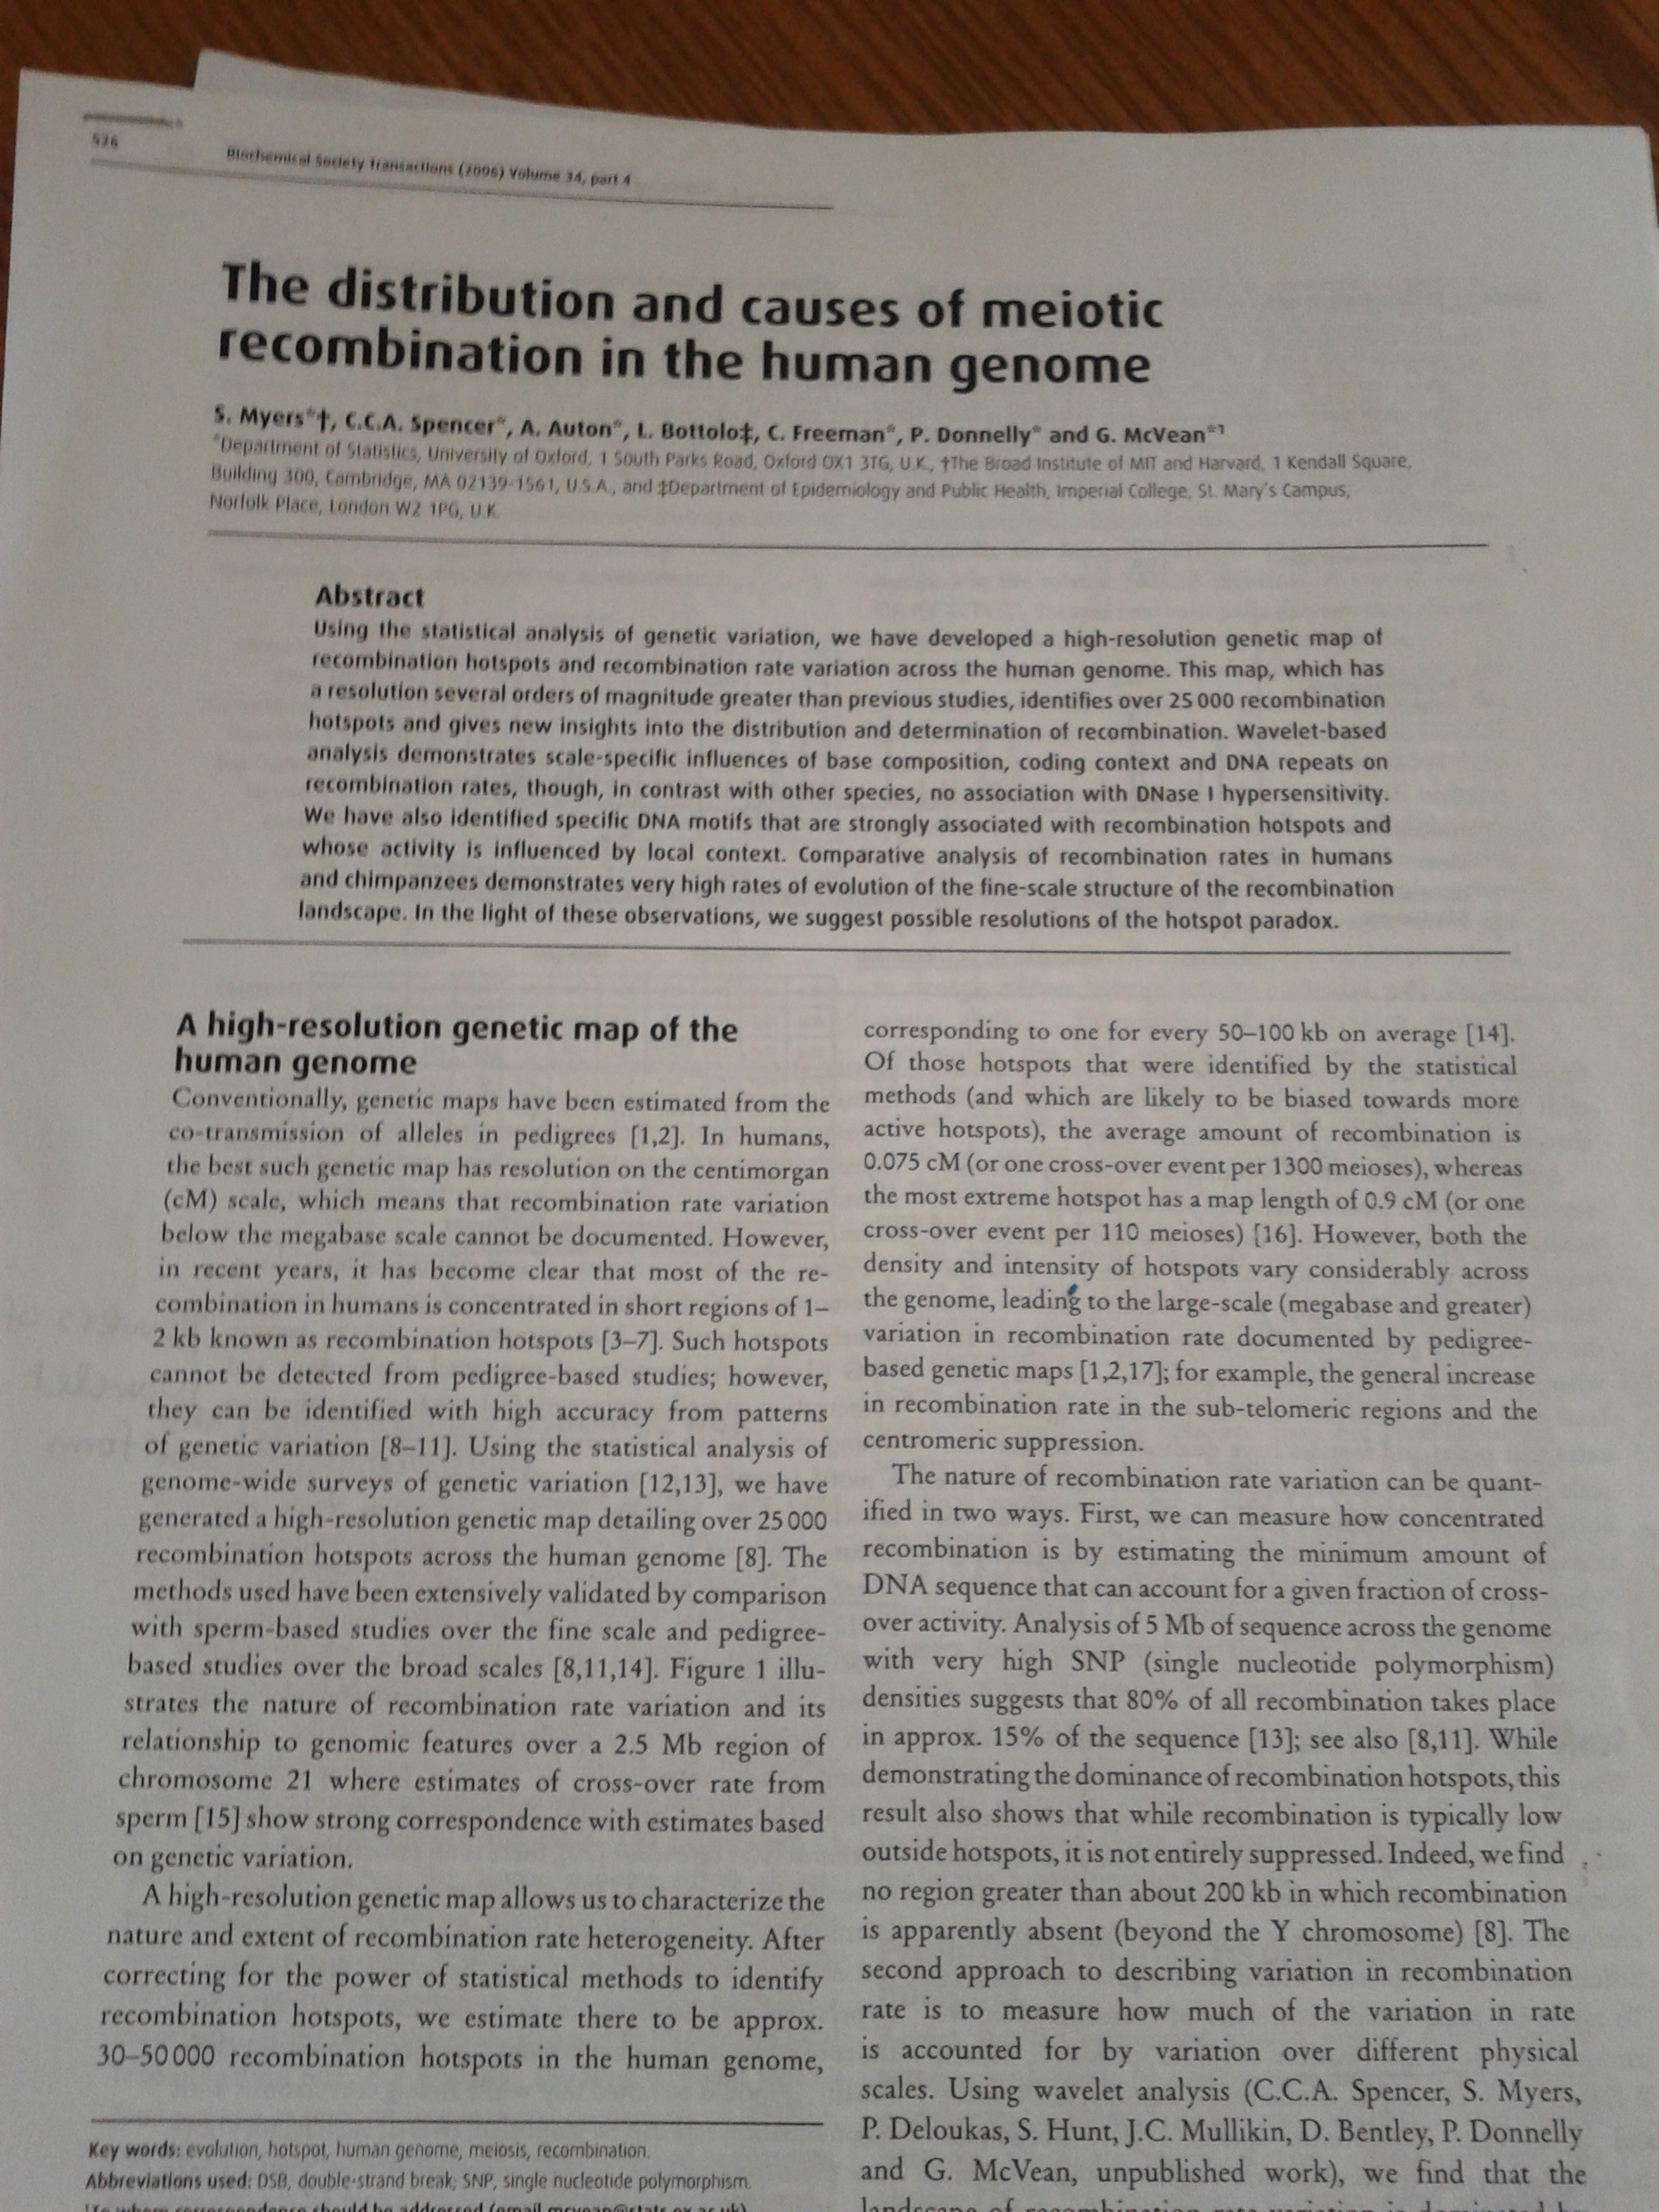 526
Biochemical Society Transactions (2006) Volume 34, part 4
The distribution and causes of meiotic
recombination in the human genome
S. Myers*†, C.C.A. Spencer*, A. Auton*, L. Bottolo‡, C. Freeman*, P. Donnelly* and G. McVean*¹
*Department of Statistics, University of Oxford, 1 South Parks Road, Oxford OX1 3TG, U.K., †The Broad Institute of MIT and Harvard, 1 Kendall Square,
Building 300, Cambridge, MA 02139-1561, U.S.A., and ‡Department of Epidemiology and Public Health, Imperial College, St. Mary's Campus,
Norfolk Place, London W2 1PG, U.K.
Abstract
Using the statistical analysis of genetic variation, we have developed a high-resolution genetic map of
recombination hotspots and recombination rate variation across the human genome. This map, which has
a resolution several orders of magnitude greater than previous studies, identifies over 25 000 recombination
hotspots and gives new insights into the distribution and determination of recombination. Wavelet-based
analysis demonstrates scale-specific influences of base composition, coding context and DNA repeats on
recombination rates, though, in contrast with other species, no association with DNase I hypersensitivity.
We have also identified specific DNA motifs that are strongly associated with recombination hotspots and
whose activity is influenced by local context. Comparative analysis of recombination rates in humans
and chimpanzees demonstrates very high rates of evolution of the fine-scale structure of the recombination
landscape. In the light of these observations, we suggest possible resolutions of the hotspot paradox.
A high-resolution genetic map of the
human genome
Conventionally, genetic maps have been estimated from the
co-transmission of alleles in pedigrees [1,2]. In humans,
the best such genetic map has resolution on the centimorgan
(cM) scale, which means that recombination rate variation
below the megabase scale cannot be documented. However,
in recent years, it has become clear that most of the re-
combination in humans is concentrated in short regions of 1–
2 kb known as recombination hotspots [3–7]. Such hotspots
cannot be detected from pedigree-based studies; however,
they can be identified with high accuracy from patterns
of genetic variation [8–11]. Using the statistical analysis of
genome-wide surveys of genetic variation [12,13], we have
generated a high-resolution genetic map detailing over 25 000
recombination hotspots across the human genome [8]. The
methods used have been extensively validated by comparison
with sperm-based studies over the fine scale and pedigree-
based studies over the broad scales [8,11,14]. Figure 1 illu-
strates the nature of recombination rate variation and its
relationship to genomic features over a 2.5 Mb region of
chromosome 21 where estimates of cross-over rate from
sperm [15] show strong correspondence with estimates based
on genetic variation.
A high-resolution genetic map allows us to characterize the
nature and extent of recombination rate heterogeneity. After
correcting for the power of statistical methods to identify
recombination hotspots, we estimate there to be approx.
30–50 000 recombination hotspots in the human genome,
Key words: evolution, hotspot, human genome, meiosis, recombination.
Abbreviations used: DSB, double-strand break; SNP, single nucleotide polymorphism.
corresponding to one for every 50–100 kb on average [14].
Of those hotspots that were identified by the statistical
methods (and which are likely to be biased towards more
active hotspots), the average amount of recombination is
0.075 cM (or one cross-over event per 1300 meioses), whereas
the most extreme hotspot has a map length of 0.9 cM (or one
cross-over event per 110 meioses) [16]. However, both the
density and intensity of hotspots vary considerably across
the genome, leading to the large-scale (megabase and greater)
variation in recombination rate documented by pedigree-
based genetic maps [1,2,17]; for example, the general increase
in recombination rate in the sub-telomeric regions and the
centromeric suppression.
The nature of recombination rate variation can be quant-
ified in two ways. First, we can measure how concentrated
recombination is by estimating the minimum amount of
DNA sequence that can account for a given fraction of cross-
over activity. Analysis of 5 Mb of sequence across the genome
with very high SNP (single nucleotide polymorphism)
densities suggests that 80% of all recombination takes place
in approx. 15% of the sequence [13]; see also [8,11]. While
demonstrating the dominance of recombination hotspots, this
result also shows that while recombination is typically low
outside hotspots, it is not entirely suppressed. Indeed, we find
no region greater than about 200 kb in which recombination
is apparently absent (beyond the Y chromosome) [8]. The
second approach to describing variation in recombination
rate is to measure how much of the variation in rate
is accounted for by variation over different physical
scales. Using wavelet analysis (C.C.A. Spencer, S. Myers,
P. Deloukas, S. Hunt, J.C. Mullikin, D. Bentley, P. Donnelly
and G. McVean, unpublished work), we find that the